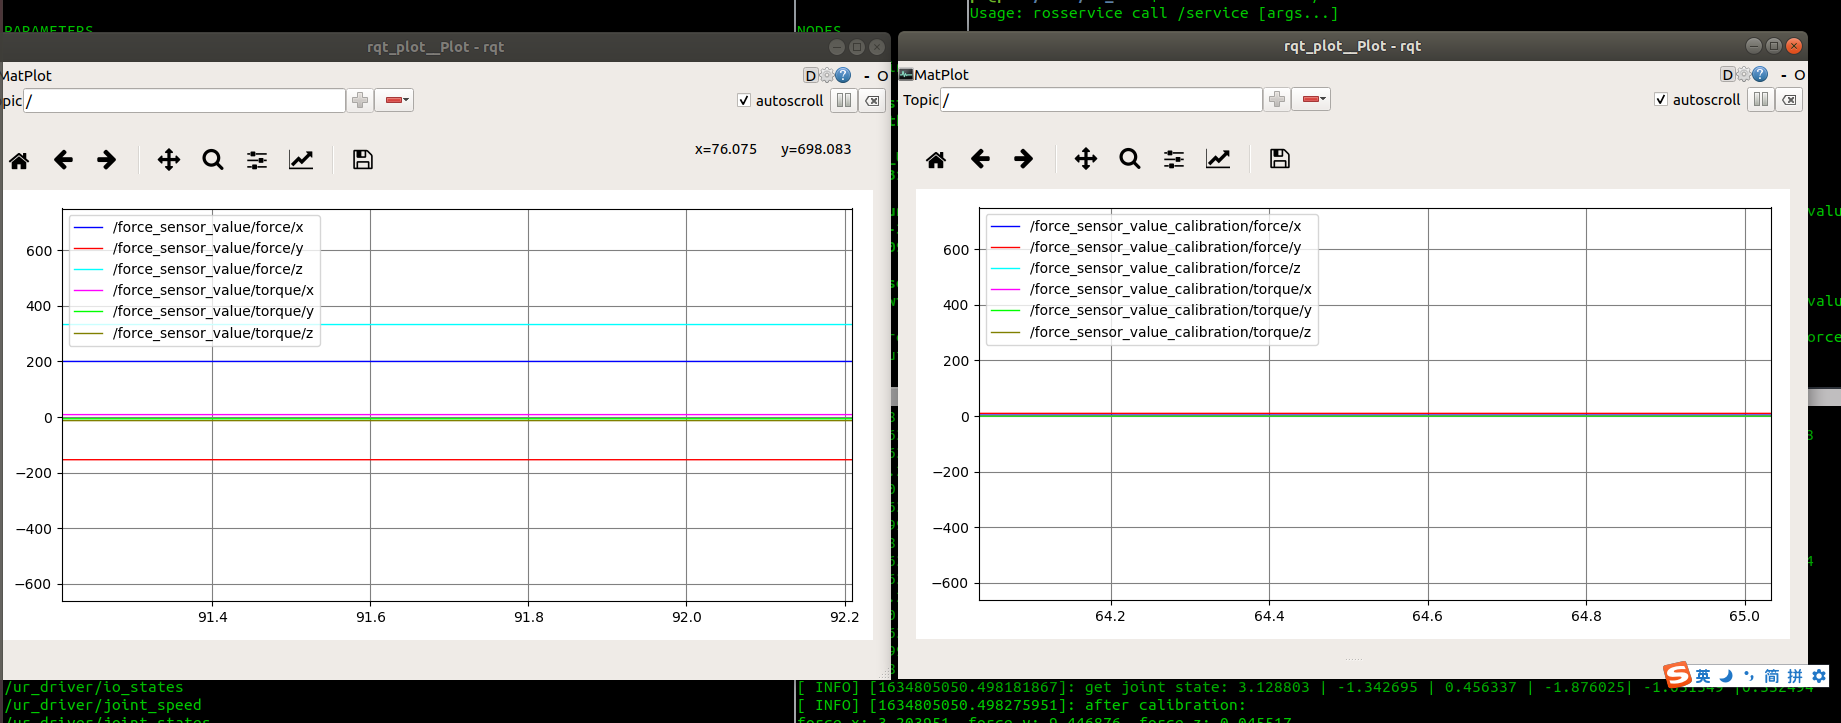 Usage: rosservice call /service [args...]
PARAMETERS
NODES
rqt_plot__Plot - rqt
MatPlot
D
- O
pic /
autoscroll
x=76.075 y=698.083
/force_sensor_value/force/x
/force_sensor_value/force/y
/force_sensor_value/force/z
/force_sensor_value/torque/x
/force_sensor_value/torque/y
/force_sensor_value/torque/z
600
400
200
0
−200
−400
−600
91.4 91.6 91.8 92.0 92.2
rqt_plot__Plot - rqt
MatPlot
D
- O
Topic /
autoscroll
/force_sensor_value_calibration/force/x
/force_sensor_value_calibration/force/y
/force_sensor_value_calibration/force/z
/force_sensor_value_calibration/torque/x
/force_sensor_value_calibration/torque/y
/force_sensor_value_calibration/torque/z
600
400
200
0
−200
−400
−600
64.2 64.4 64.6 64.8 65.0
valu
valu
orce
英 简 拼
/ur_driver/io_states
/ur_driver/joint_speed
/ur_driver/joint_states
[ INFO] [1634805050.498181867]: get joint state: 3.128803 | -1.342695 | 0.456337 | -1.876025|
[ INFO] [1634805050.498275951]: after calibration:
force x: 3.203951 force y: 9.446876 force z: 0.045517